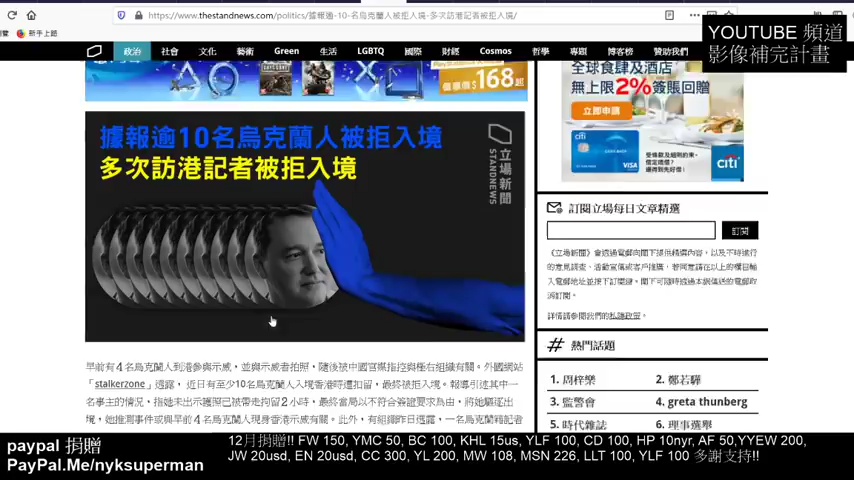 https://www.thestandnews.com/politics/據報逾-10-名烏克蘭人被拒入境-多次訪港記者被拒入境/
新手上路
政治 社會 文化 藝術 Green 生活 LGBTQ 國際 財經 Cosmos 哲學 專題 博客榜 贊助我們
YOUTUBE 頻道
影像補完計畫
優惠價$168起
全球食肆及酒店
無上限2%簽賬回贈
立即申請
citi
VISA
citi
據報逾10名烏克蘭人被拒入境
多次訪港記者被拒入境
立場新聞
STANDNEWS
訂閱立場每日文章精選
訂閱
《立場新聞》會透過電郵向閣下提供精選內容，以及不時進行
的意見調查、活動宣傳或客戶推廣，若同意請在以上的欄目輸
入電郵地址並按下訂閱鍵。閣下可隨時透過本網傳送的電郵取
消訂閱。
詳情請參閱我們的私隱政策。
# 熱門話題
1. 周梓樂 2. 鄭若驊
3. 監警會 4. greta thunberg
5. 時代雜誌 6. 理事選舉
早前有4名烏克蘭人到港參與示威，並與示威者拍照，隨後被中國官媒指控與極右組織有關。外國網站
「stalkerzone」透露，近日有至少10名烏克蘭人入境香港時遭扣留，最終被拒入境。報導引述其中一
名事主的情況，指她未出示護照已被帶走拘留2小時，最終當局以不符合簽證要求為由，將她驅逐出
境，她推測事件或與早前4名烏克蘭人現身香港示威有關。此外，有組織昨日透露，一名烏克蘭籍記者
paypal 捐贈
PayPal.Me/nyksuperman
12月捐贈!! FW 150, YMC 50, BC 100, KHL 15us, YLF 100, CD 100, HP 10nyr, AF 50,YYEW 200,
JW 20usd, EN 20usd, CC 300, YL 200, MW 108, MSN 226, LLT 100, YLF 100 多謝支持!!